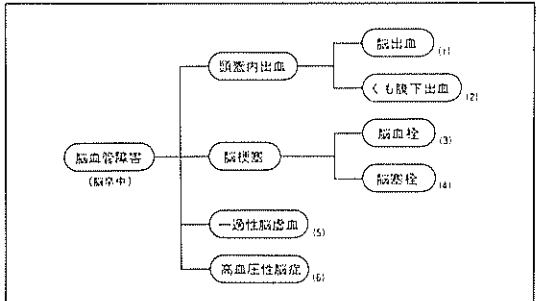 脳出血
(1)
頭蓋内出血
くも膜下出血
(2)
脳血栓
(3)
脳血管障害
(脳卒中)
脳梗塞
脳塞栓
(4)
一過性脳虚血
(5)
高血圧性脳症
(6)